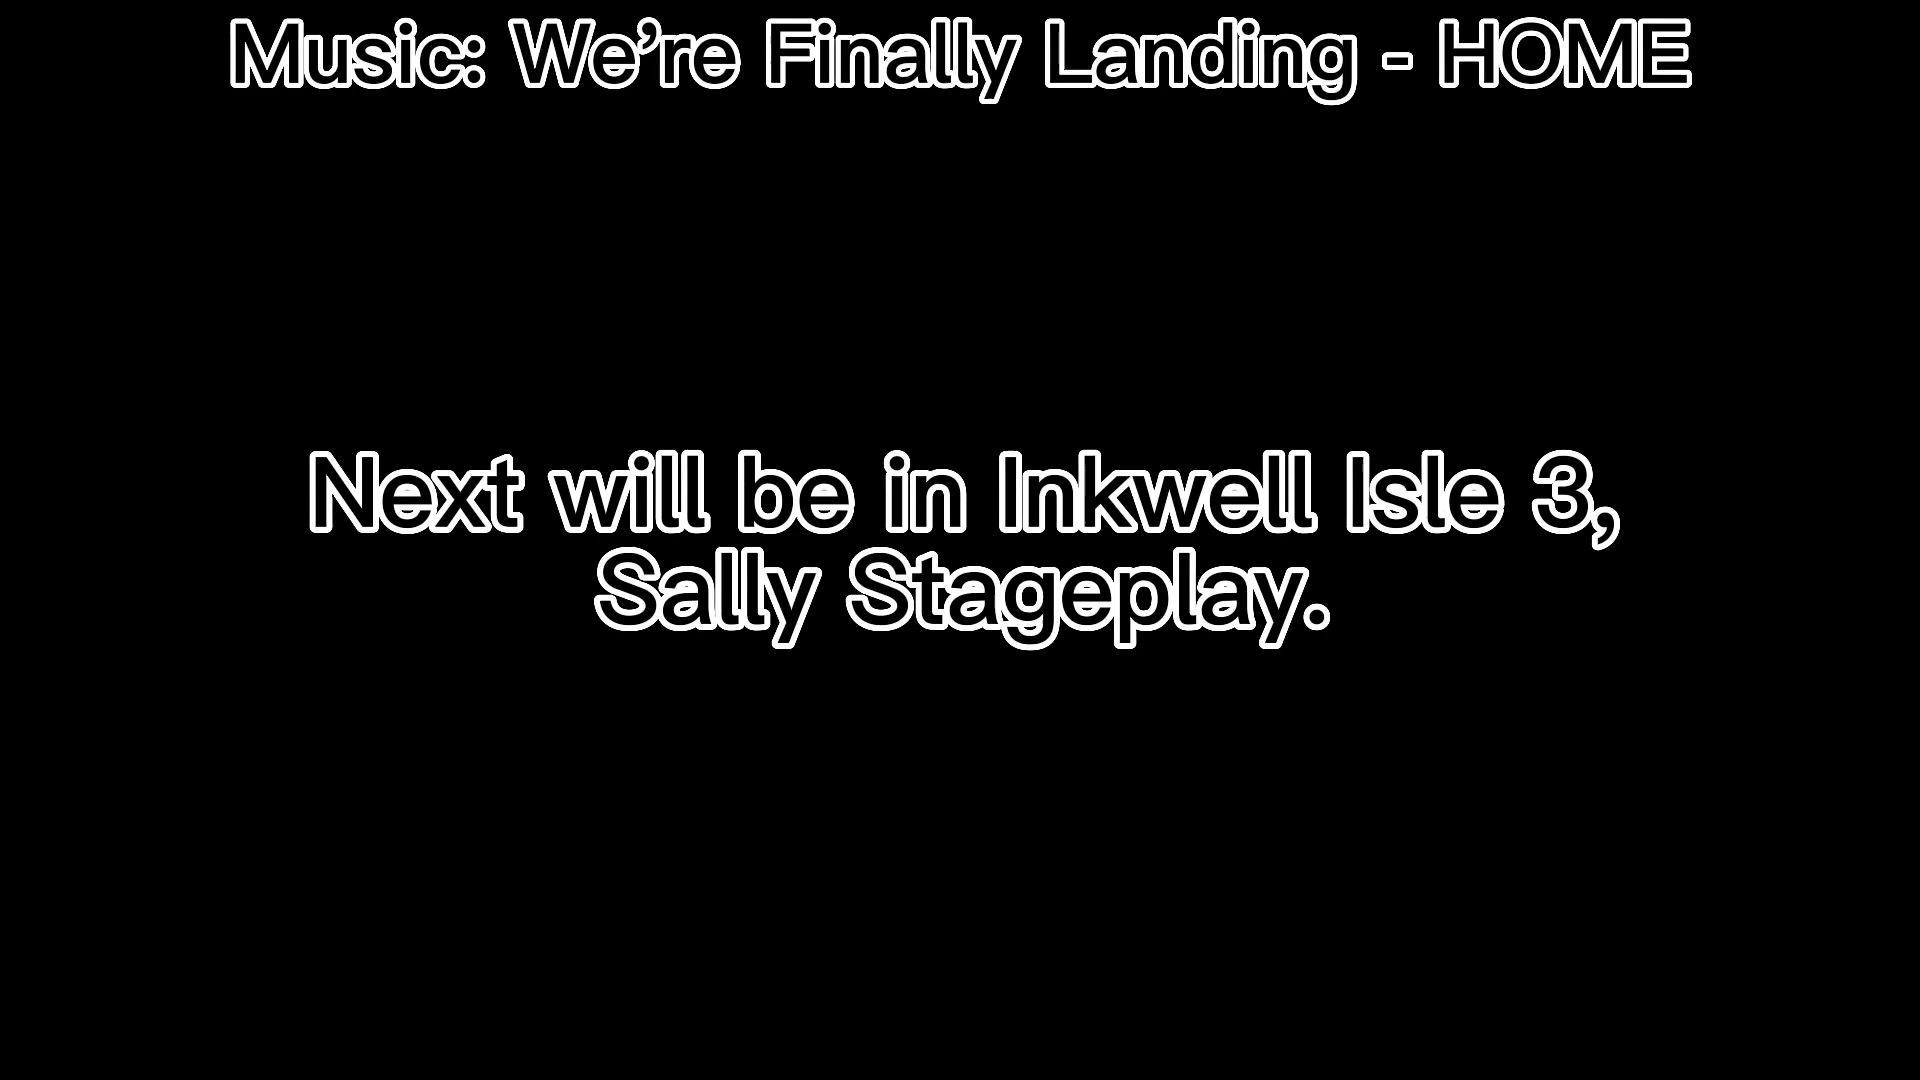 Music: We’re Finally Landing - HOME
Next will be in Inkwell Isle 3,
Sally Stageplay.